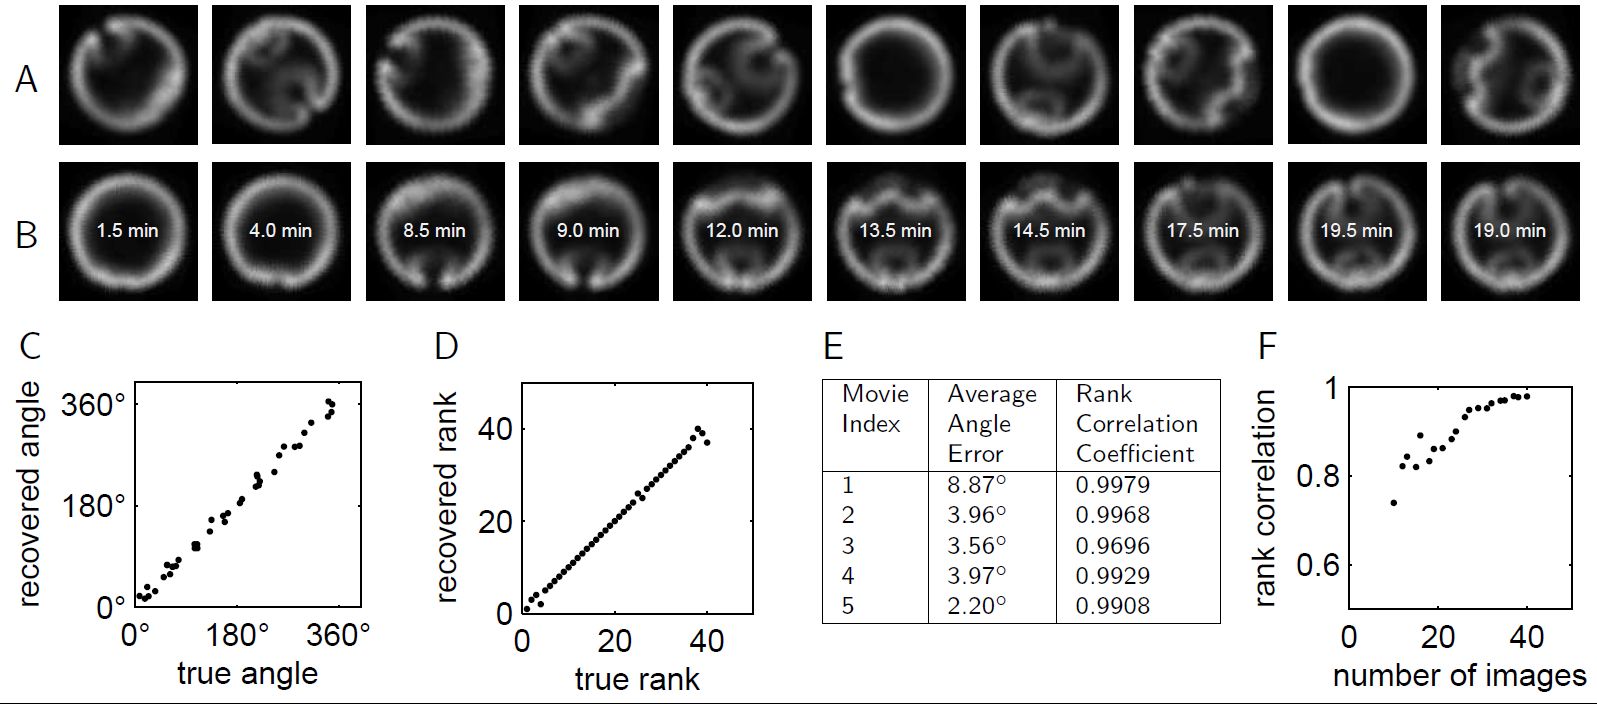 A
B
1.5 min 4.0 min 8.5 min 9.0 min 12.0 min 13.5 min 14.5 min 17.5 min 19.5 min 19.0 min
C
recovered angle
360°
180°
0°
0° 180° 360°
true angle
D
recovered rank
40
20
0
0 20 40
true rank
E
Movie Index Average Angle Error Rank Correlation Coefficient
1 8.87° 0.9979
2 3.96° 0.9968
3 3.56° 0.9696
4 3.97° 0.9929
5 2.20° 0.9908
F
rank correlation
1
0.8
0.6
0 20 40
number of images